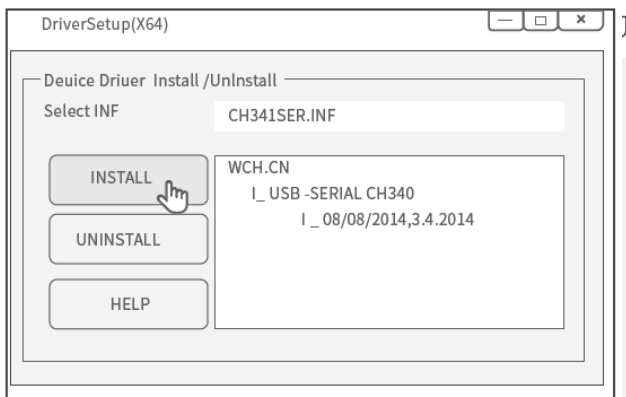 DriverSetup(X64)
Deuice Driuer Install /UnInstall
Select INF
CH341SER.INF
INSTALL
WCH.CN
I_ USB -SERIAL CH340
I _ 08/08/2014,3.4.2014
UNINSTALL
HELP